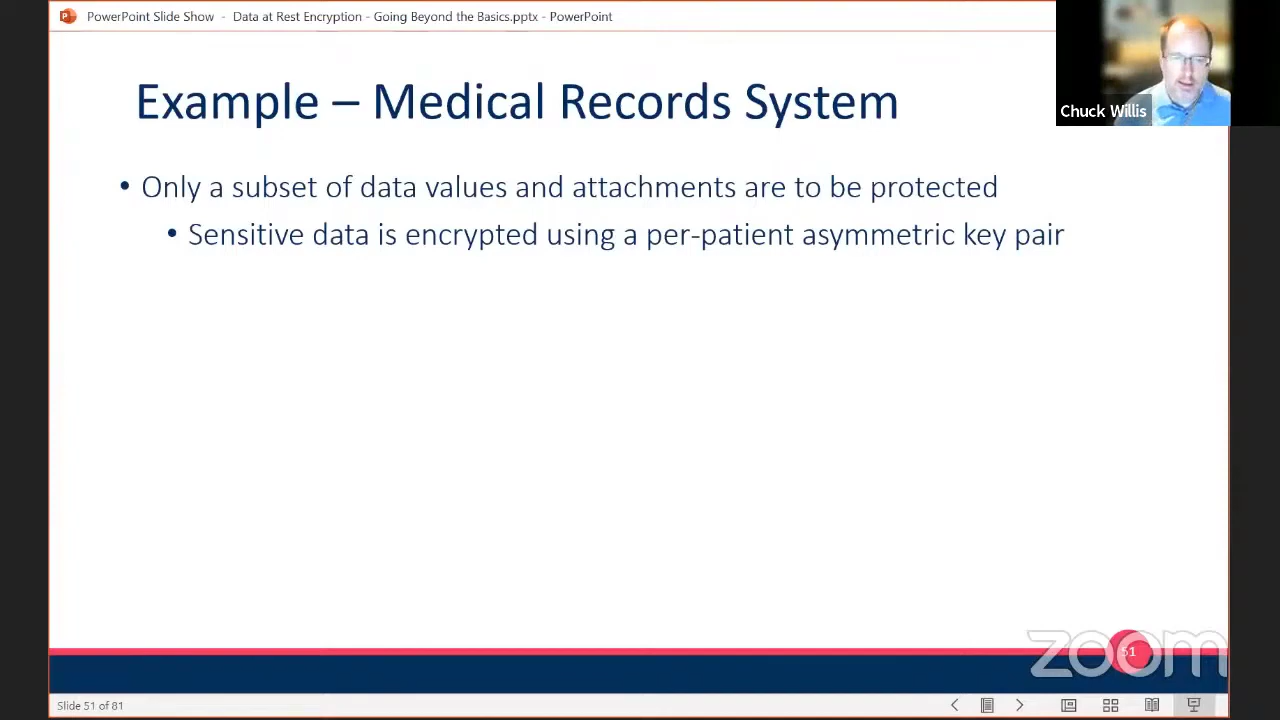 PowerPoint Slide Show - Data at Rest Encryption - Going Beyond the Basics.pptx - PowerPoint
Chuck Willis
Example – Medical Records System
• Only a subset of data values and attachments are to be protected
• Sensitive data is encrypted using a per-patient asymmetric key pair
51
zoom
Slide 51 of 81